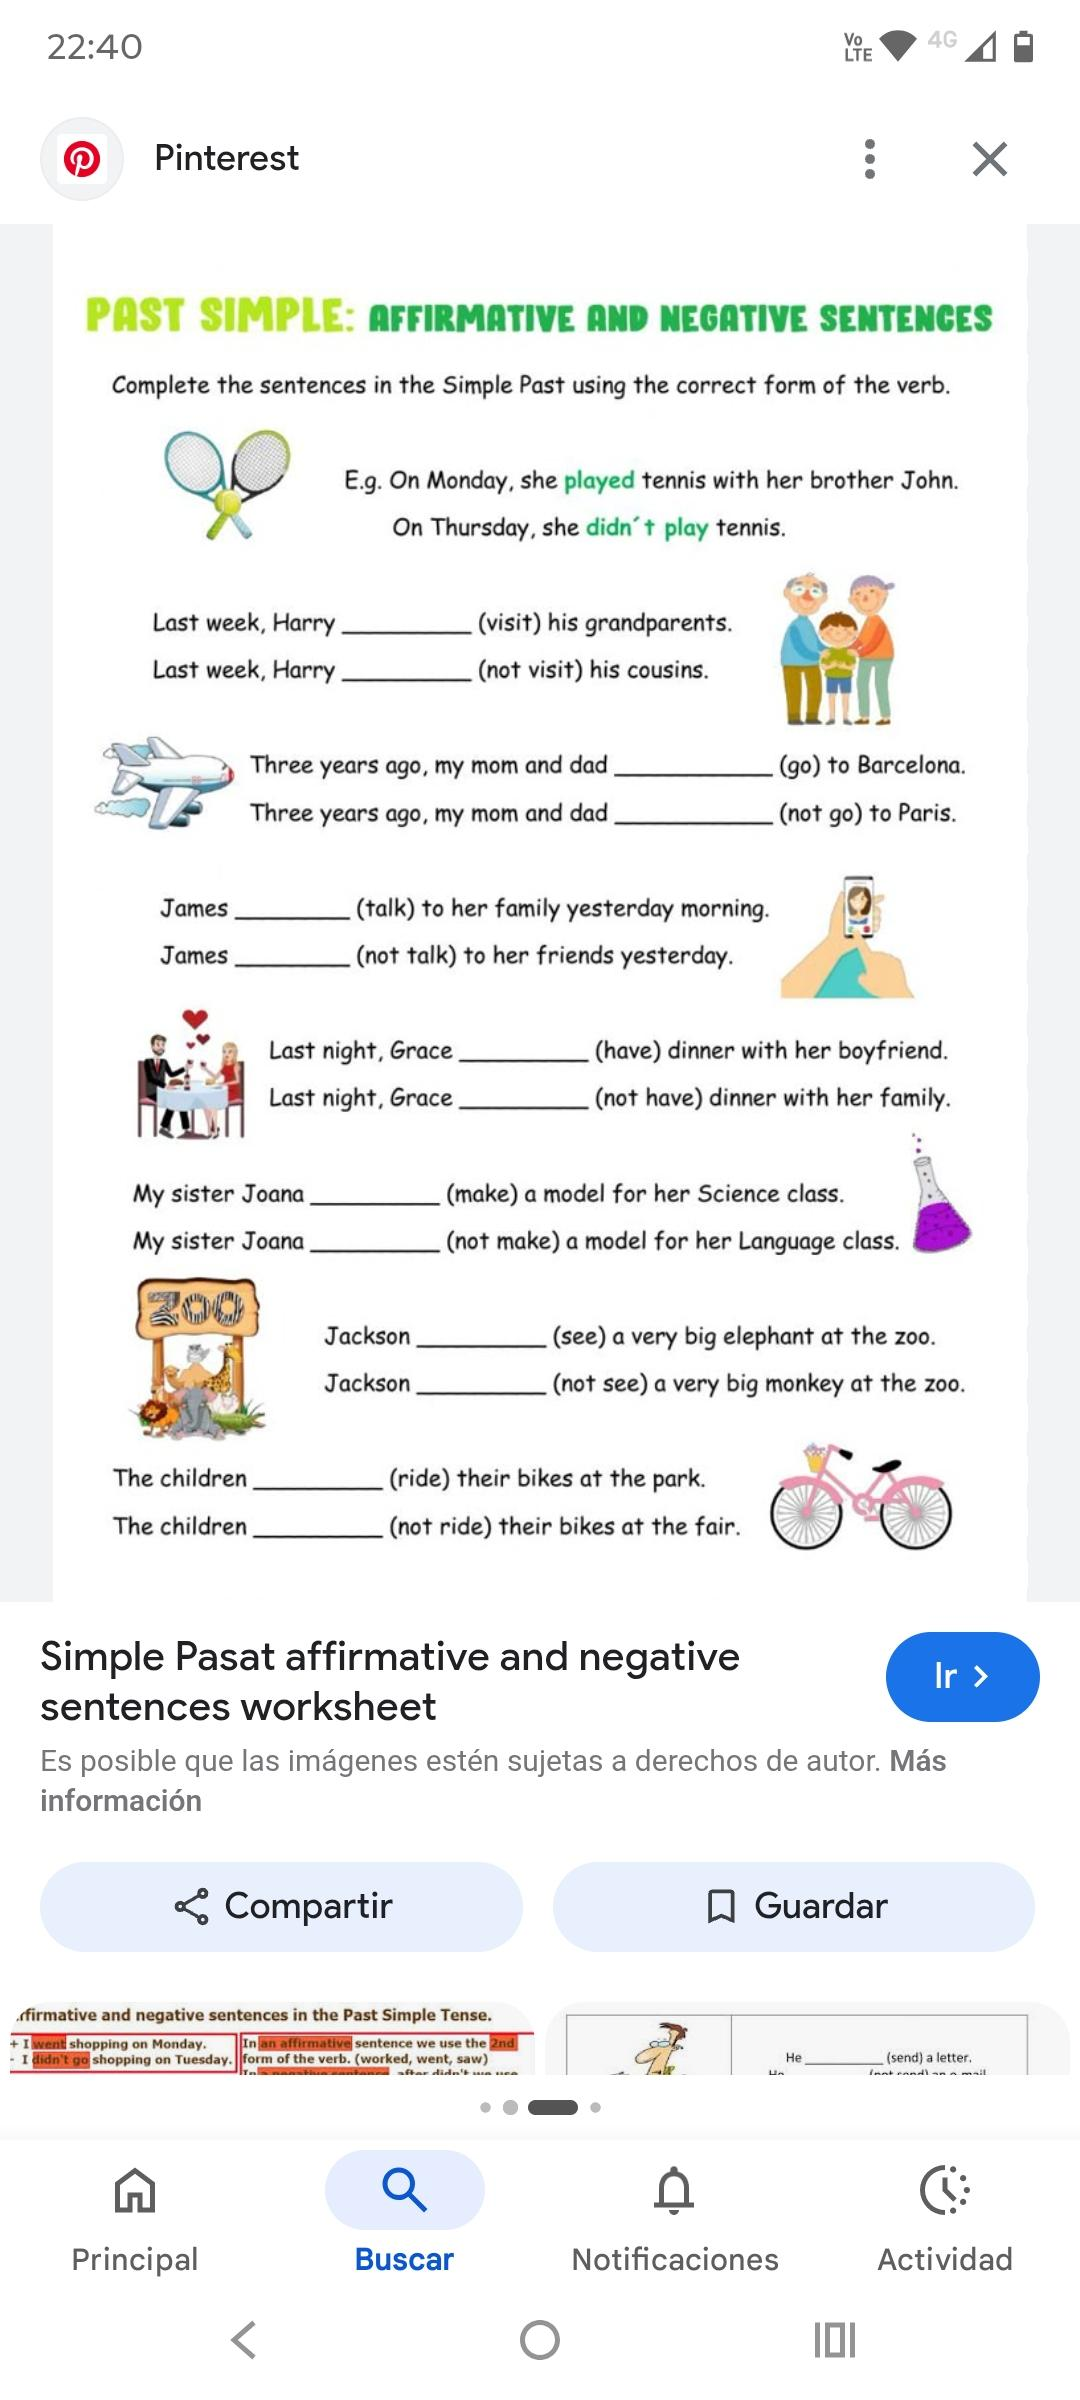 22:40
Vo LTE 4G
Pinterest
PAST SIMPLE: AFFIRMATIVE AND NEGATIVE SENTENCES
Complete the sentences in the Simple Past using the correct form of the verb.
E.g. On Monday, she played tennis with her brother John.
On Thursday, she didn´t play tennis.
Last week, Harry __________ (visit) his grandparents.
Last week, Harry __________ (not visit) his cousins.
Three years ago, my mom and dad ____________ (go) to Barcelona.
Three years ago, my mom and dad ____________ (not go) to Paris.
James _________ (talk) to her family yesterday morning.
James _________ (not talk) to her friends yesterday.
Last night, Grace __________ (have) dinner with her boyfriend.
Last night, Grace __________ (not have) dinner with her family.
My sister Joana __________ (make) a model for her Science class.
My sister Joana __________ (not make) a model for her Language class.
ZOO
Jackson __________ (see) a very big elephant at the zoo.
Jackson __________ (not see) a very big monkey at the zoo.
The children __________ (ride) their bikes at the park.
The children __________ (not ride) their bikes at the fair.
Simple Pasat affirmative and negative
sentences worksheet
Ir
Es posible que las imágenes estén sujetas a derechos de autor. Más
información
Compartir
Guardar
firmative and negative sentences in the Past Simple Tense.
+ I went shopping on Monday.
- I didn't go shopping on Tuesday.
In an affirmative sentence we use the 2nd
form of the verb. (worked, went, saw)
He __________ (send) a letter.
Principal
Buscar
Notificaciones
Actividad